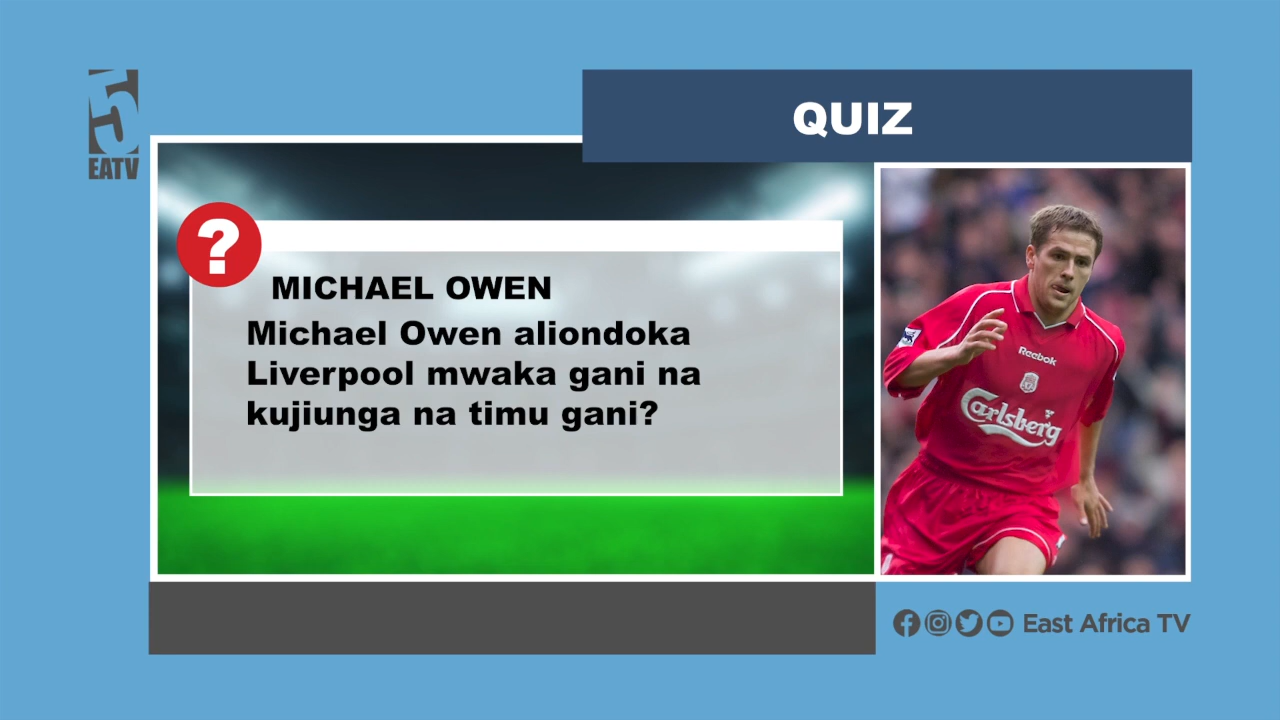 5
EATV
QUIZ
?
MICHAEL OWEN
Michael Owen aliondoka
Liverpool mwaka gani na
kujiunga na timu gani?
Reebok
Carlsberg
East Africa TV